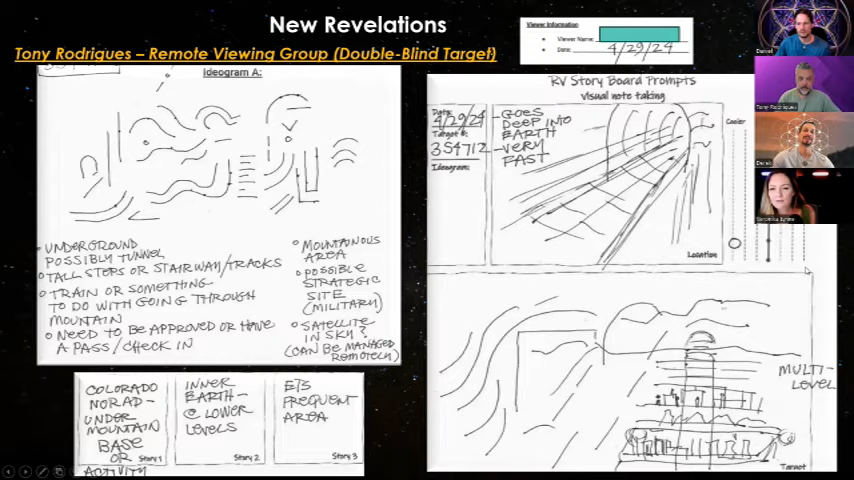 New Revelations
Tony Rodrigues – Remote Viewing Group (Double-Blind Target)
Viewer Information
• Viewer Name:
• Date: 4/29/24
Ideogram A:
• UNDERGROUND
POSSIBLY TUNNEL
• TALL STEPS OR STAIRWAY/TRACKS
• TRAIN OR SOMETHING
TO DO WITH GOING THROUGH
MOUNTAIN
• NEED TO BE APPROVED OR HAVE
A PASS/CHECK IN
• MOUNTAINOUS
AREA
• POSSIBLE
STRATEGIC
SITE
(MILITARY)
• SATELLITE
IN SKY?
(CAN BE MANAGED
REMOTELY)
COLORADO
NORAD –
UNDER
MOUNTAIN
BASE
OR
ACTIVITY
Story 1
INNER
EARTH –
@ LOWER
LEVELS
Story 2
ETS
FREQUENT
AREA
Story 3
RV Story Board Prompts
Visual note taking
Date:
4/29/24
Target #:
354712
Ideogram:
– GOES
DEEP INTO
EARTH
– VERY
FAST
Location
Cooler
MULTI-
LEVEL
Target
Daniel
Tony Rodrigues
Derek